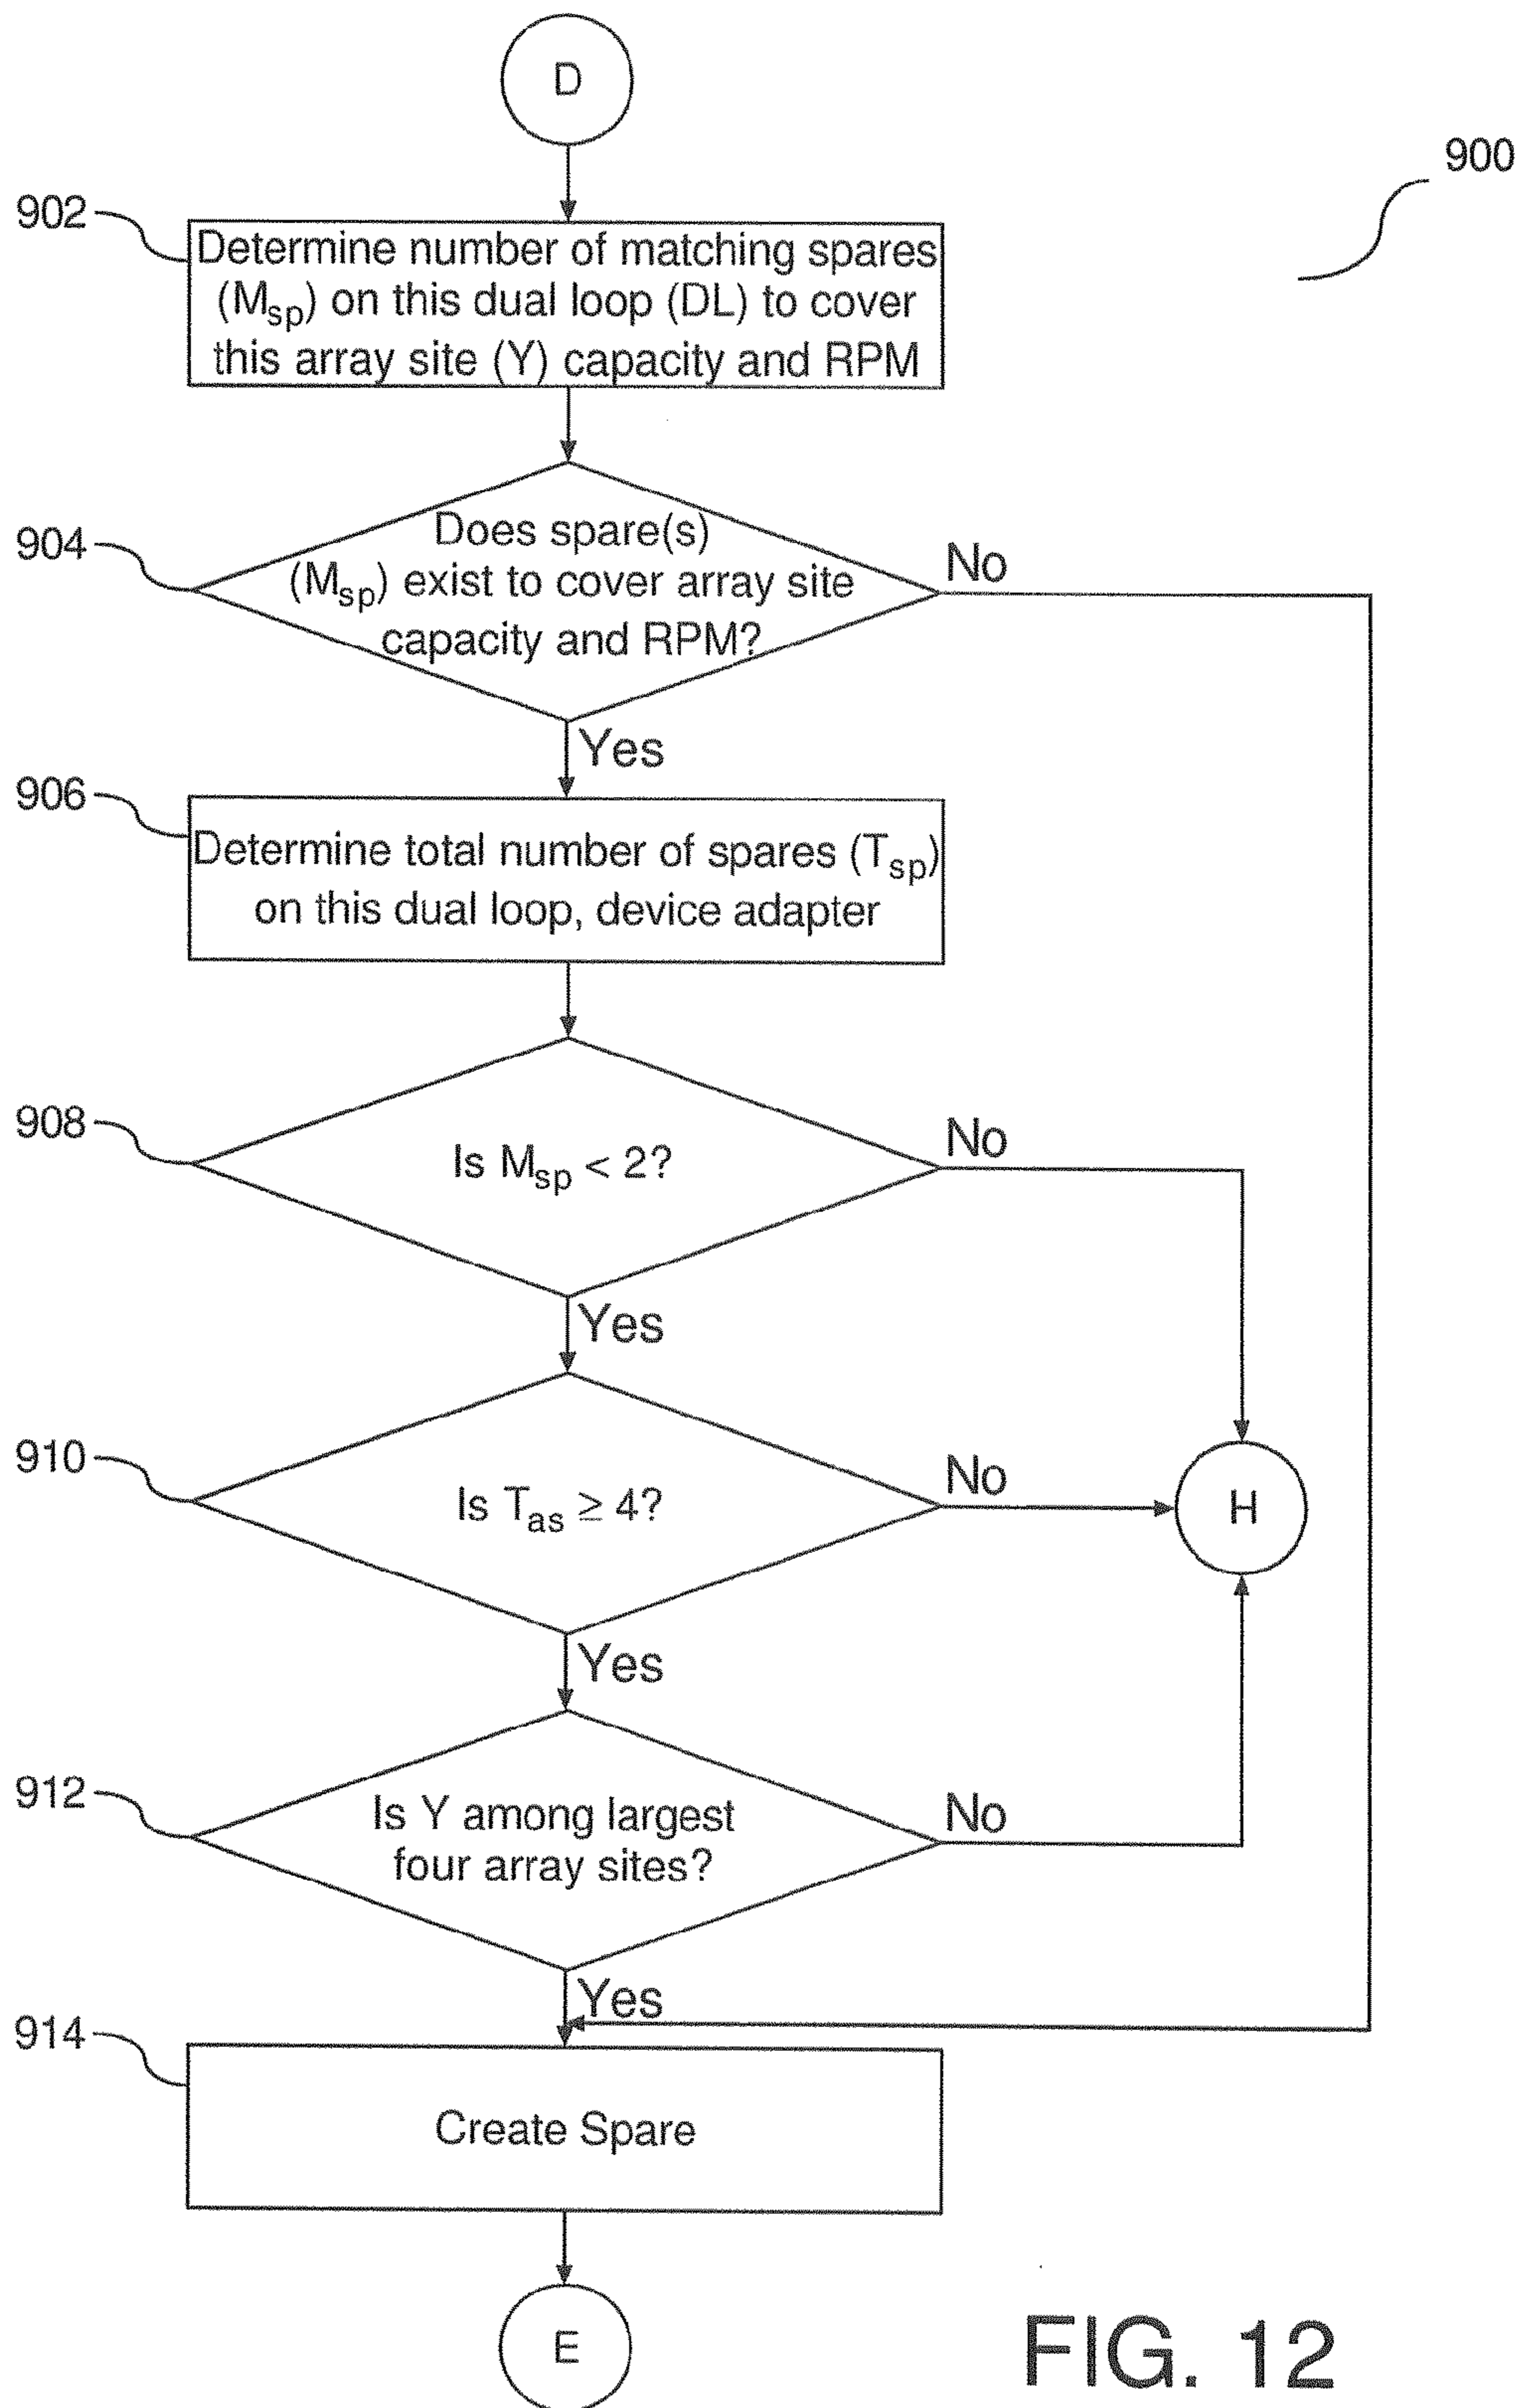 D
900
902
Determine number of matching spares
(Msp) on this dual loop (DL) to cover
this array site (Y) capacity and RPM
904
Does spare(s)
(Msp) exist to cover array site
capacity and RPM?
No
Yes
906
Determine total number of spares (Tsp)
on this dual loop, device adapter
908
Is Msp < 2?
No
Yes
910
Is Tas ≥ 4?
No
H
Yes
912
Is Y among largest
four array sites?
No
Yes
914
Create Spare
E
FIG. 12